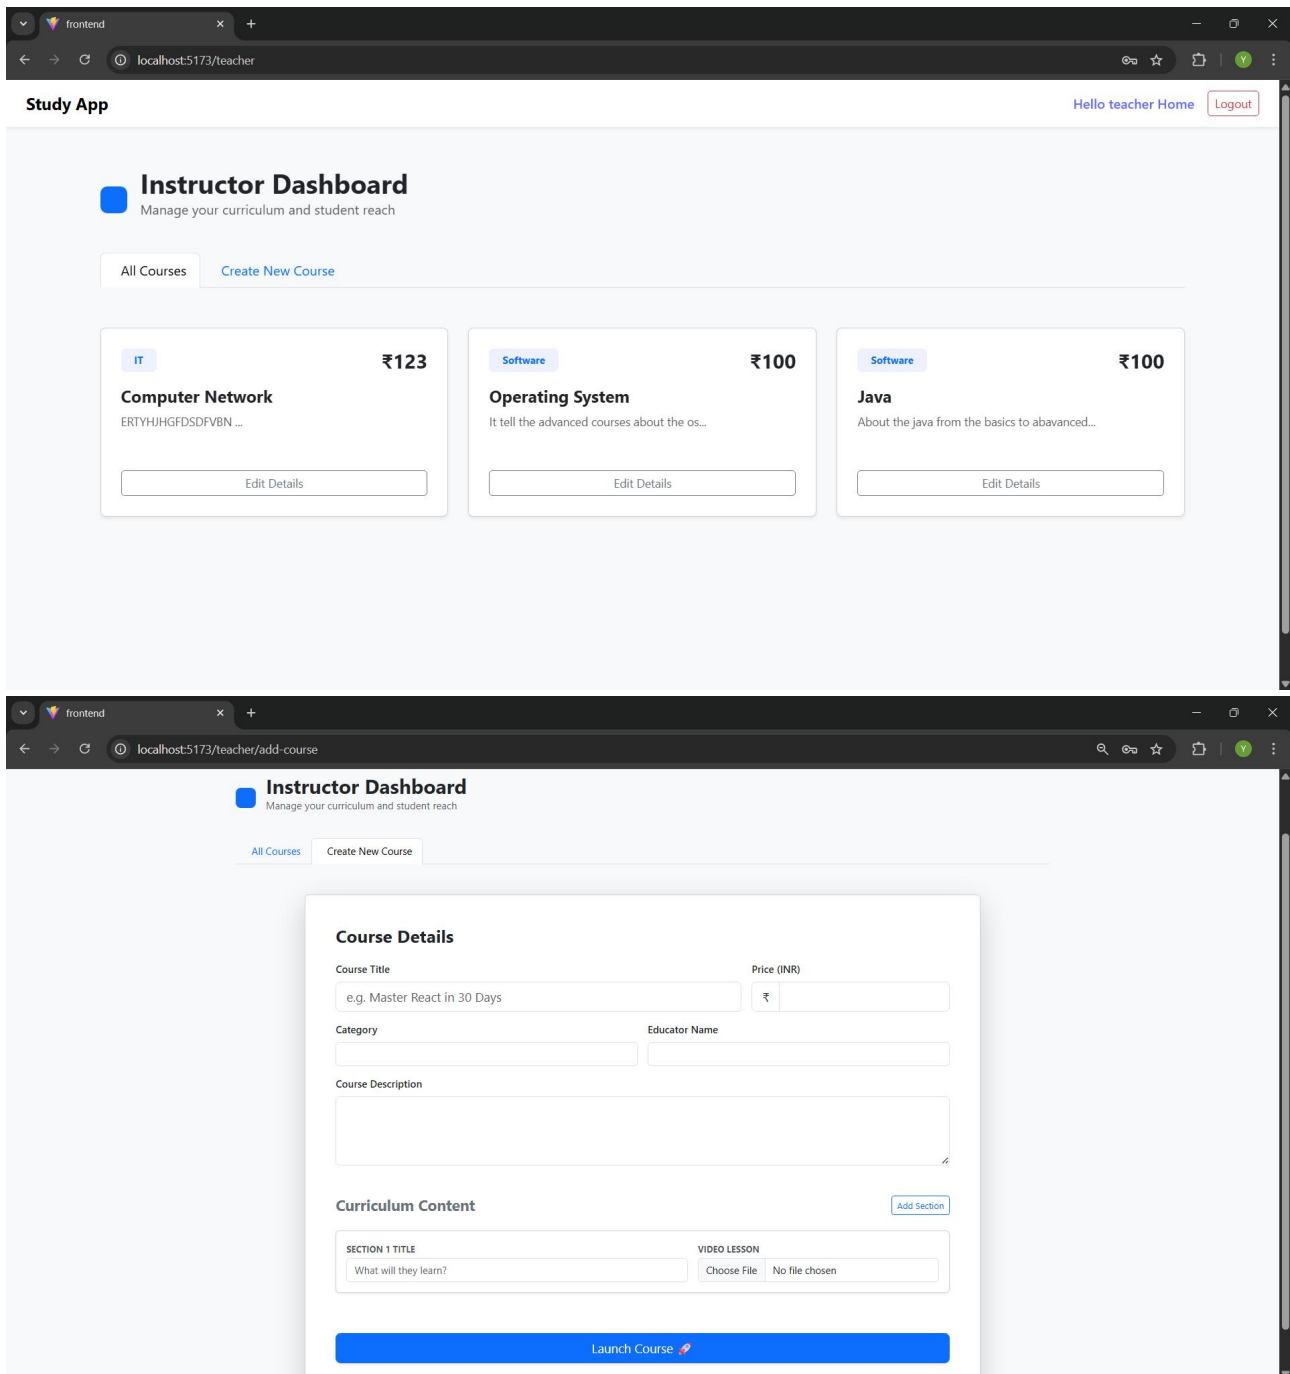 frontend
localhost:5173/teacher
Y
Study App
Hello teacher Home
Logout
Instructor Dashboard
Manage your curriculum and student reach
All Courses
Create New Course
IT
₹123
Computer Network
ERTYHJHGFDSDFVBN ...
Edit Details
Software
₹100
Operating System
It tell the advanced courses about the os...
Edit Details
Software
₹100
Java
About the java from the basics to abavanced...
Edit Details
frontend
localhost:5173/teacher/add-course
Y
Instructor Dashboard
Manage your curriculum and student reach
All Courses
Create New Course
Course Details
Course Title
Price (INR)
e.g. Master React in 30 Days
₹
Category
Educator Name
Course Description
Curriculum Content
Add Section
SECTION 1 TITLE
VIDEO LESSON
What will they learn?
Choose File No file chosen
Launch Course 🚀